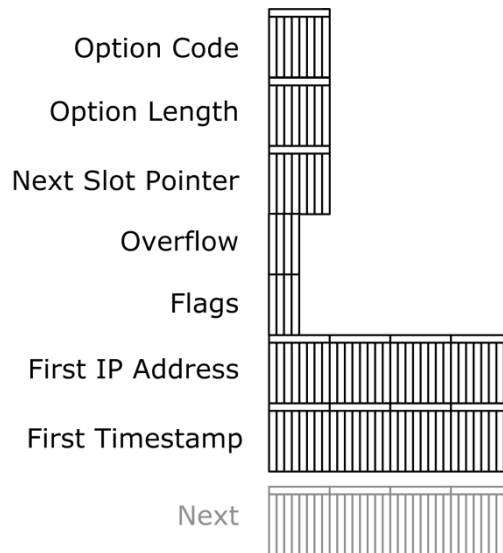 Option Code
Option Length
Next Slot Pointer
Overflow
Flags
First IP Address
First Timestamp
Next